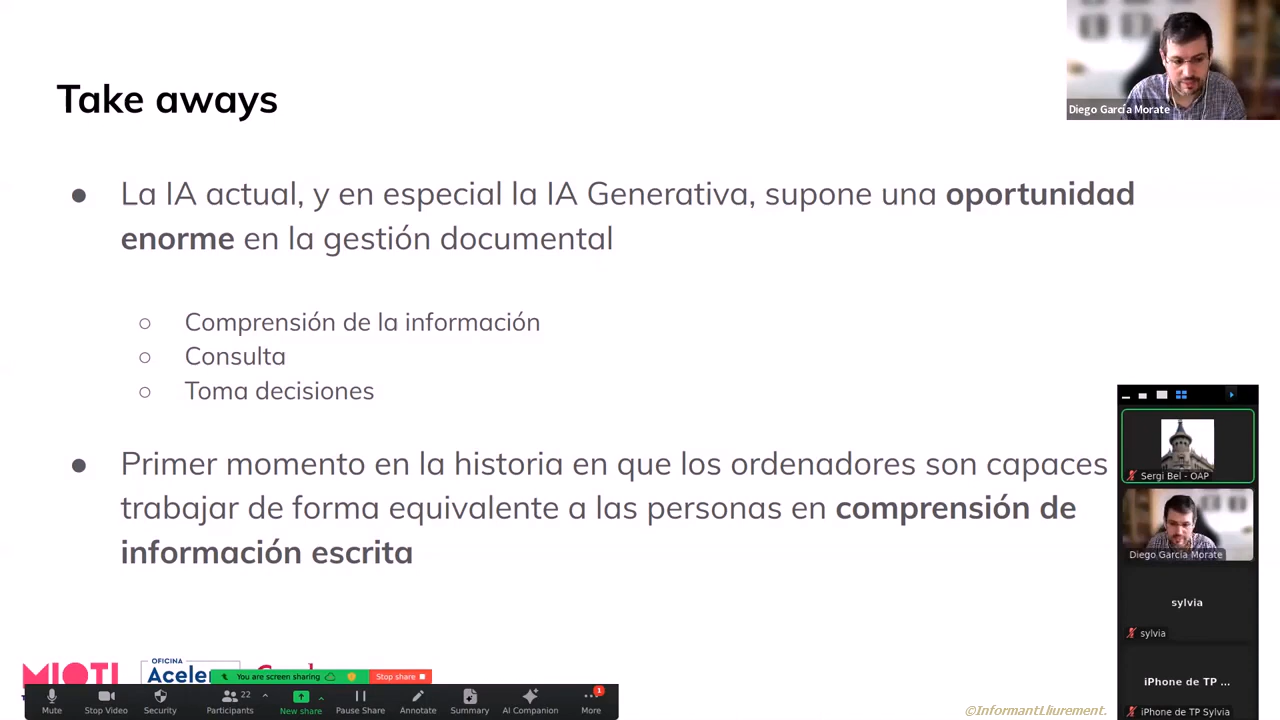 Take aways
Diego García Morate
● La IA actual, y en especial la IA Generativa, supone una oportunidad
enorme en la gestión documental
○ Comprensión de la información
○ Consulta
○ Toma decisiones
● Primer momento en la historia en que los ordenadores son capaces
trabajar de forma equivalente a las personas en comprensión de
información escrita
Sergi Bel - OAP
Diego García Morate
sylvia
sylvia
iPhone de TP ...
iPhone de TP Sylvia
MIOTI
OFICINA
Aceler
You are screen sharing
Stop share
Mute
Stop Video
Security
Participants
22
New share
Pause Share
Annotate
Summary
AI Companion
More
1
©InformantLliurement.